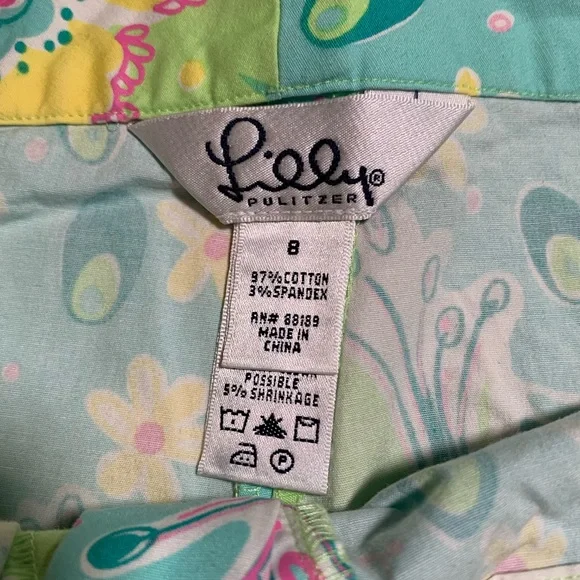 Lilly®
PULITZER
8
97% COTTON
3% SPANDEX
RN# 88189
MADE IN
CHINA
POSSIBLE
5% SHRINKAGE
P